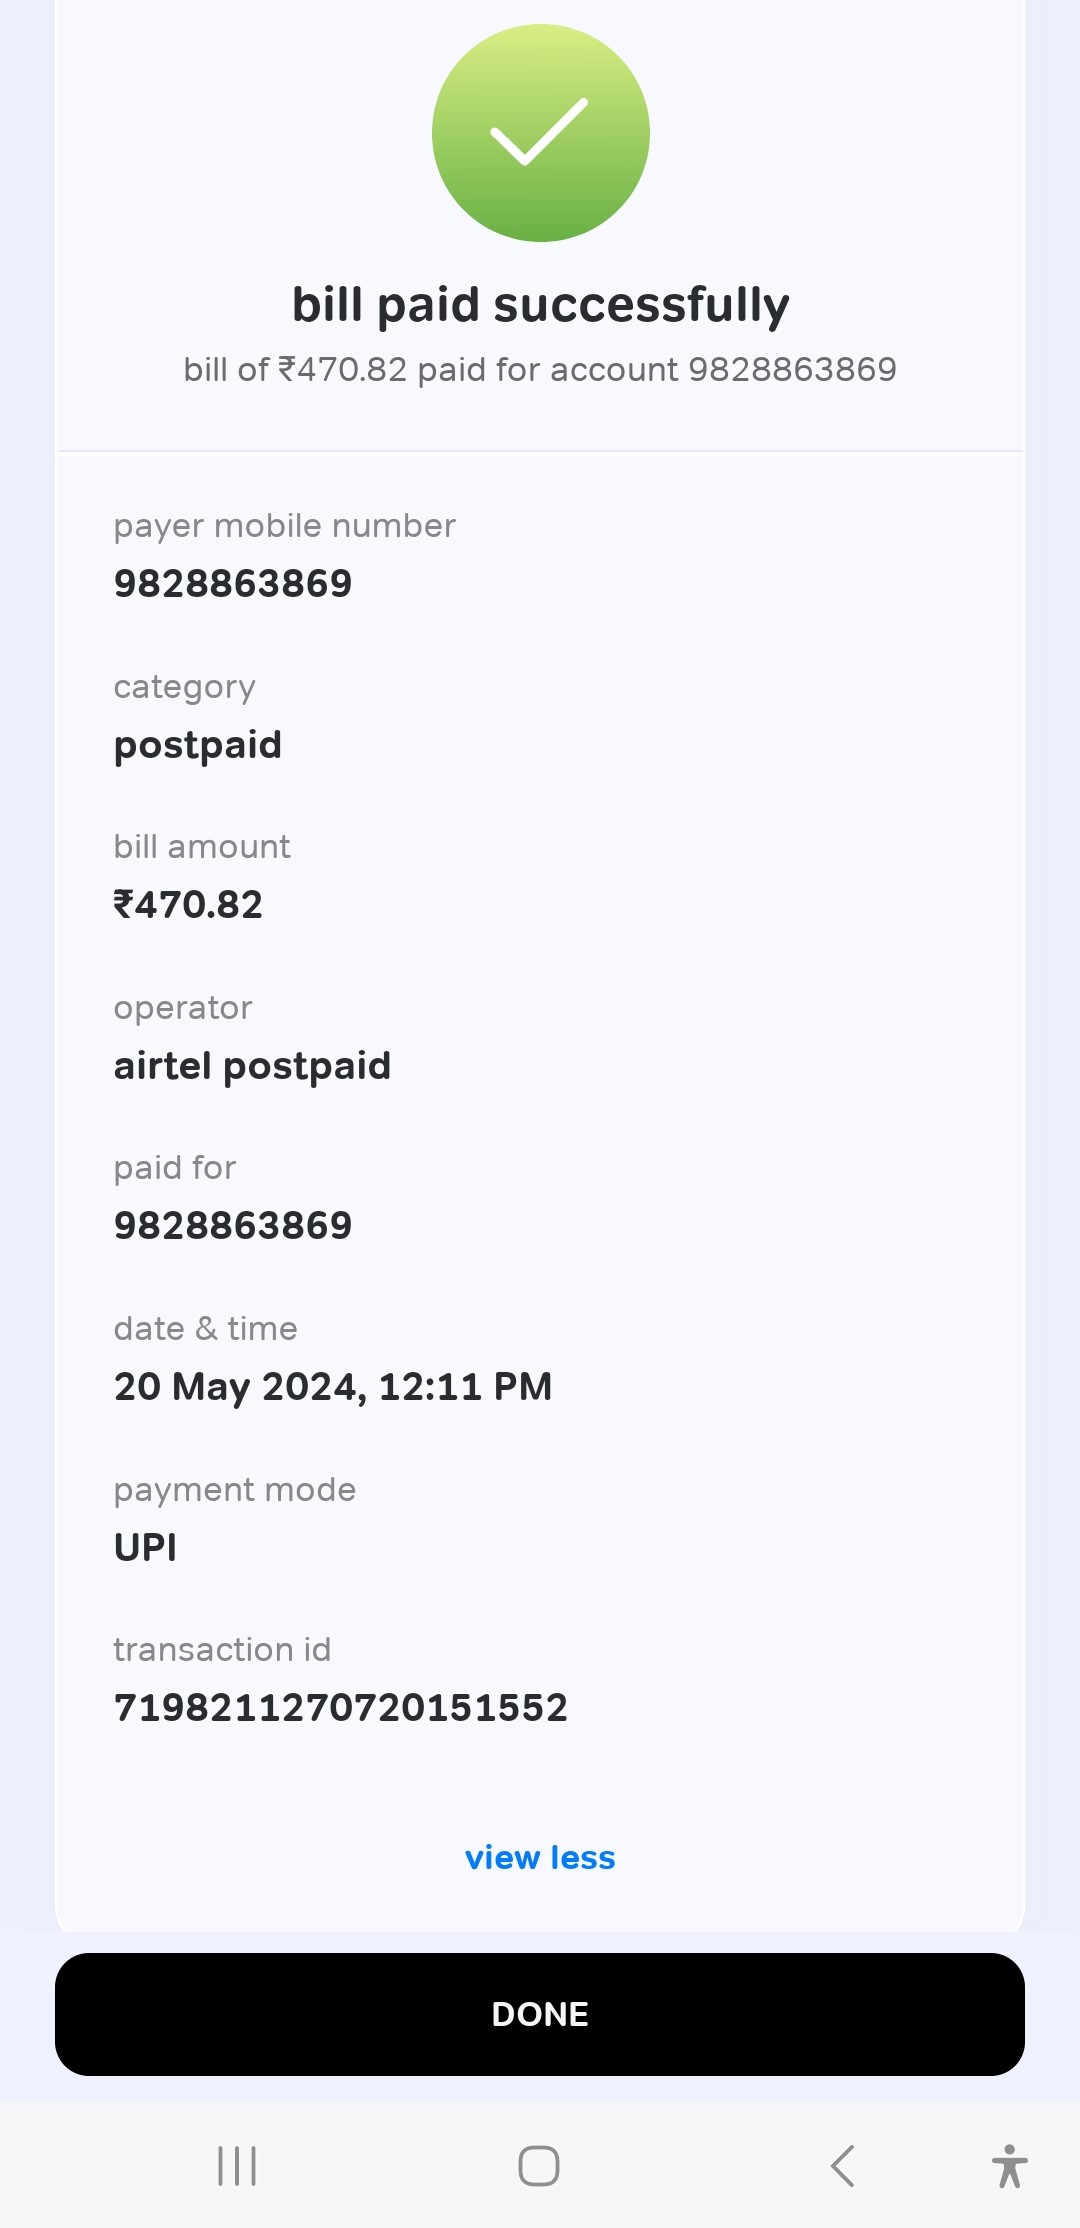 bill paid successfully
bill of ₹470.82 paid for account 9828863869
payer mobile number
9828863869
category
postpaid
bill amount
₹470.82
operator
airtel postpaid
paid for
9828863869
date & time
20 May 2024, 12:11 PM
payment mode
UPI
transaction id
7198211270720151552
view less
DONE